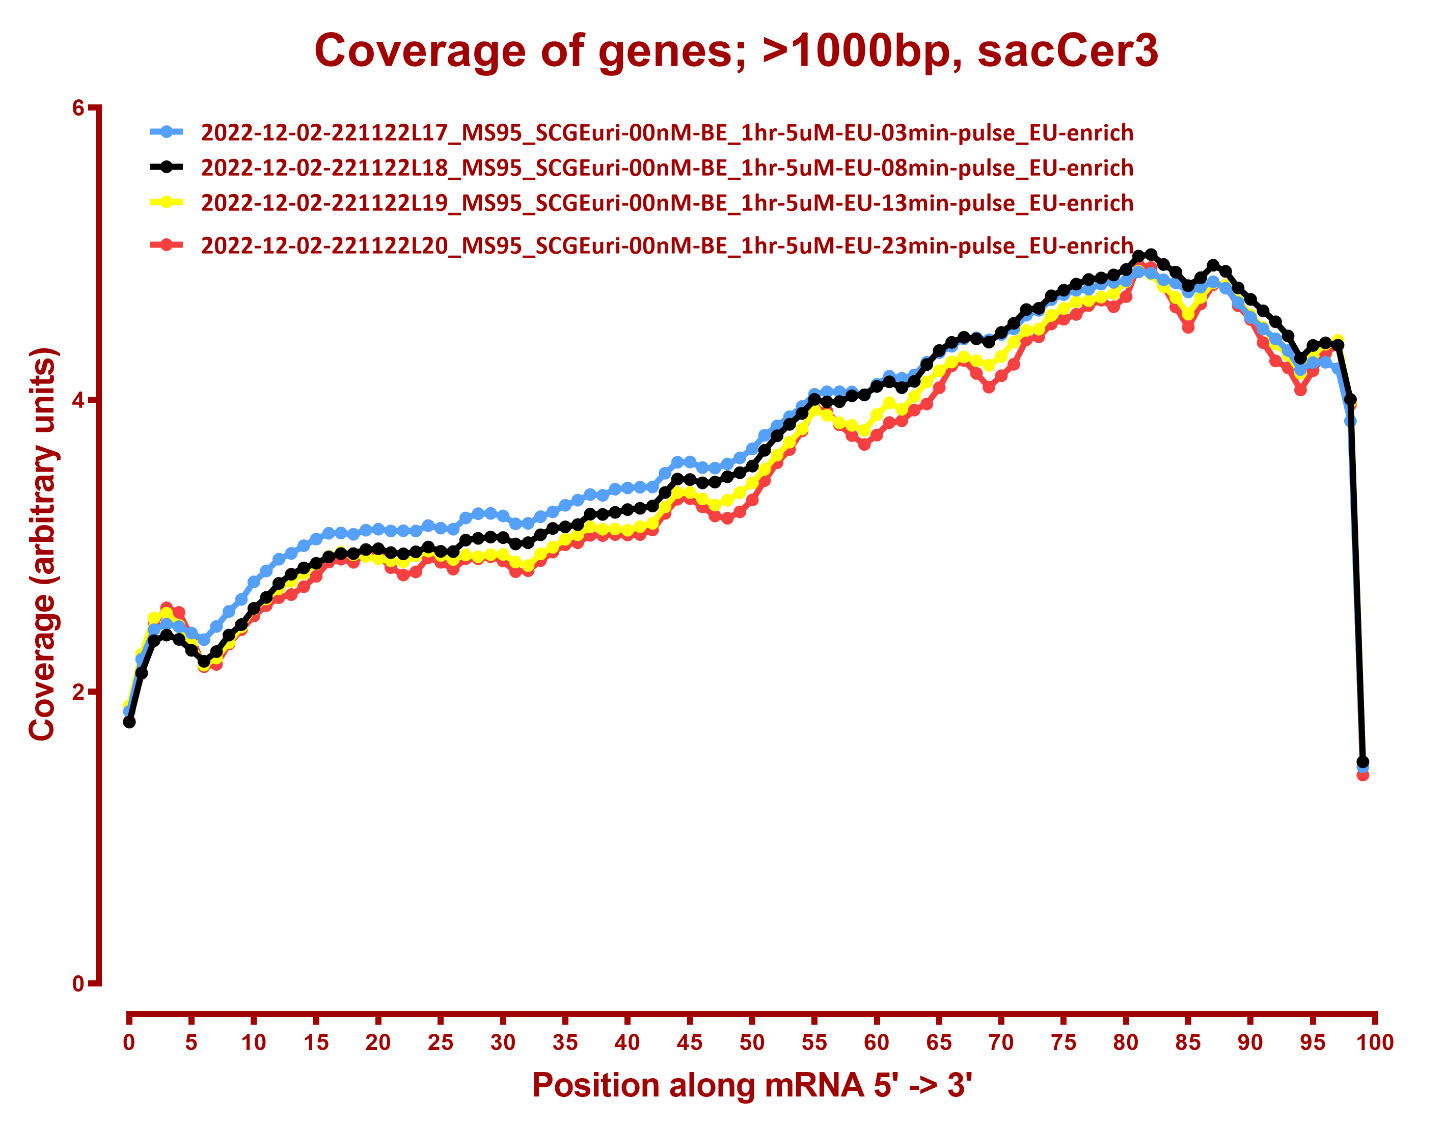 Coverage of genes; >1000bp, sacCer3
2022-12-02-221122L17_MS95_SCGEuri-00nM-BE_1hr-5uM-EU-03min-pulse_EU-enrich
2022-12-02-221122L18_MS95_SCGEuri-00nM-BE_1hr-5uM-EU-08min-pulse_EU-enrich
2022-12-02-221122L19_MS95_SCGEuri-00nM-BE_1hr-5uM-EU-13min-pulse_EU-enrich
2022-12-02-221122L20_MS95_SCGEuri-00nM-BE_1hr-5uM-EU-23min-pulse_EU-enrich
Coverage (arbitrary units)
6
4
2
0
0 5 10 15 20 25 30 35 40 45 50 55 60 65 70 75 80 85 90 95 100
Position along mRNA 5' -> 3'